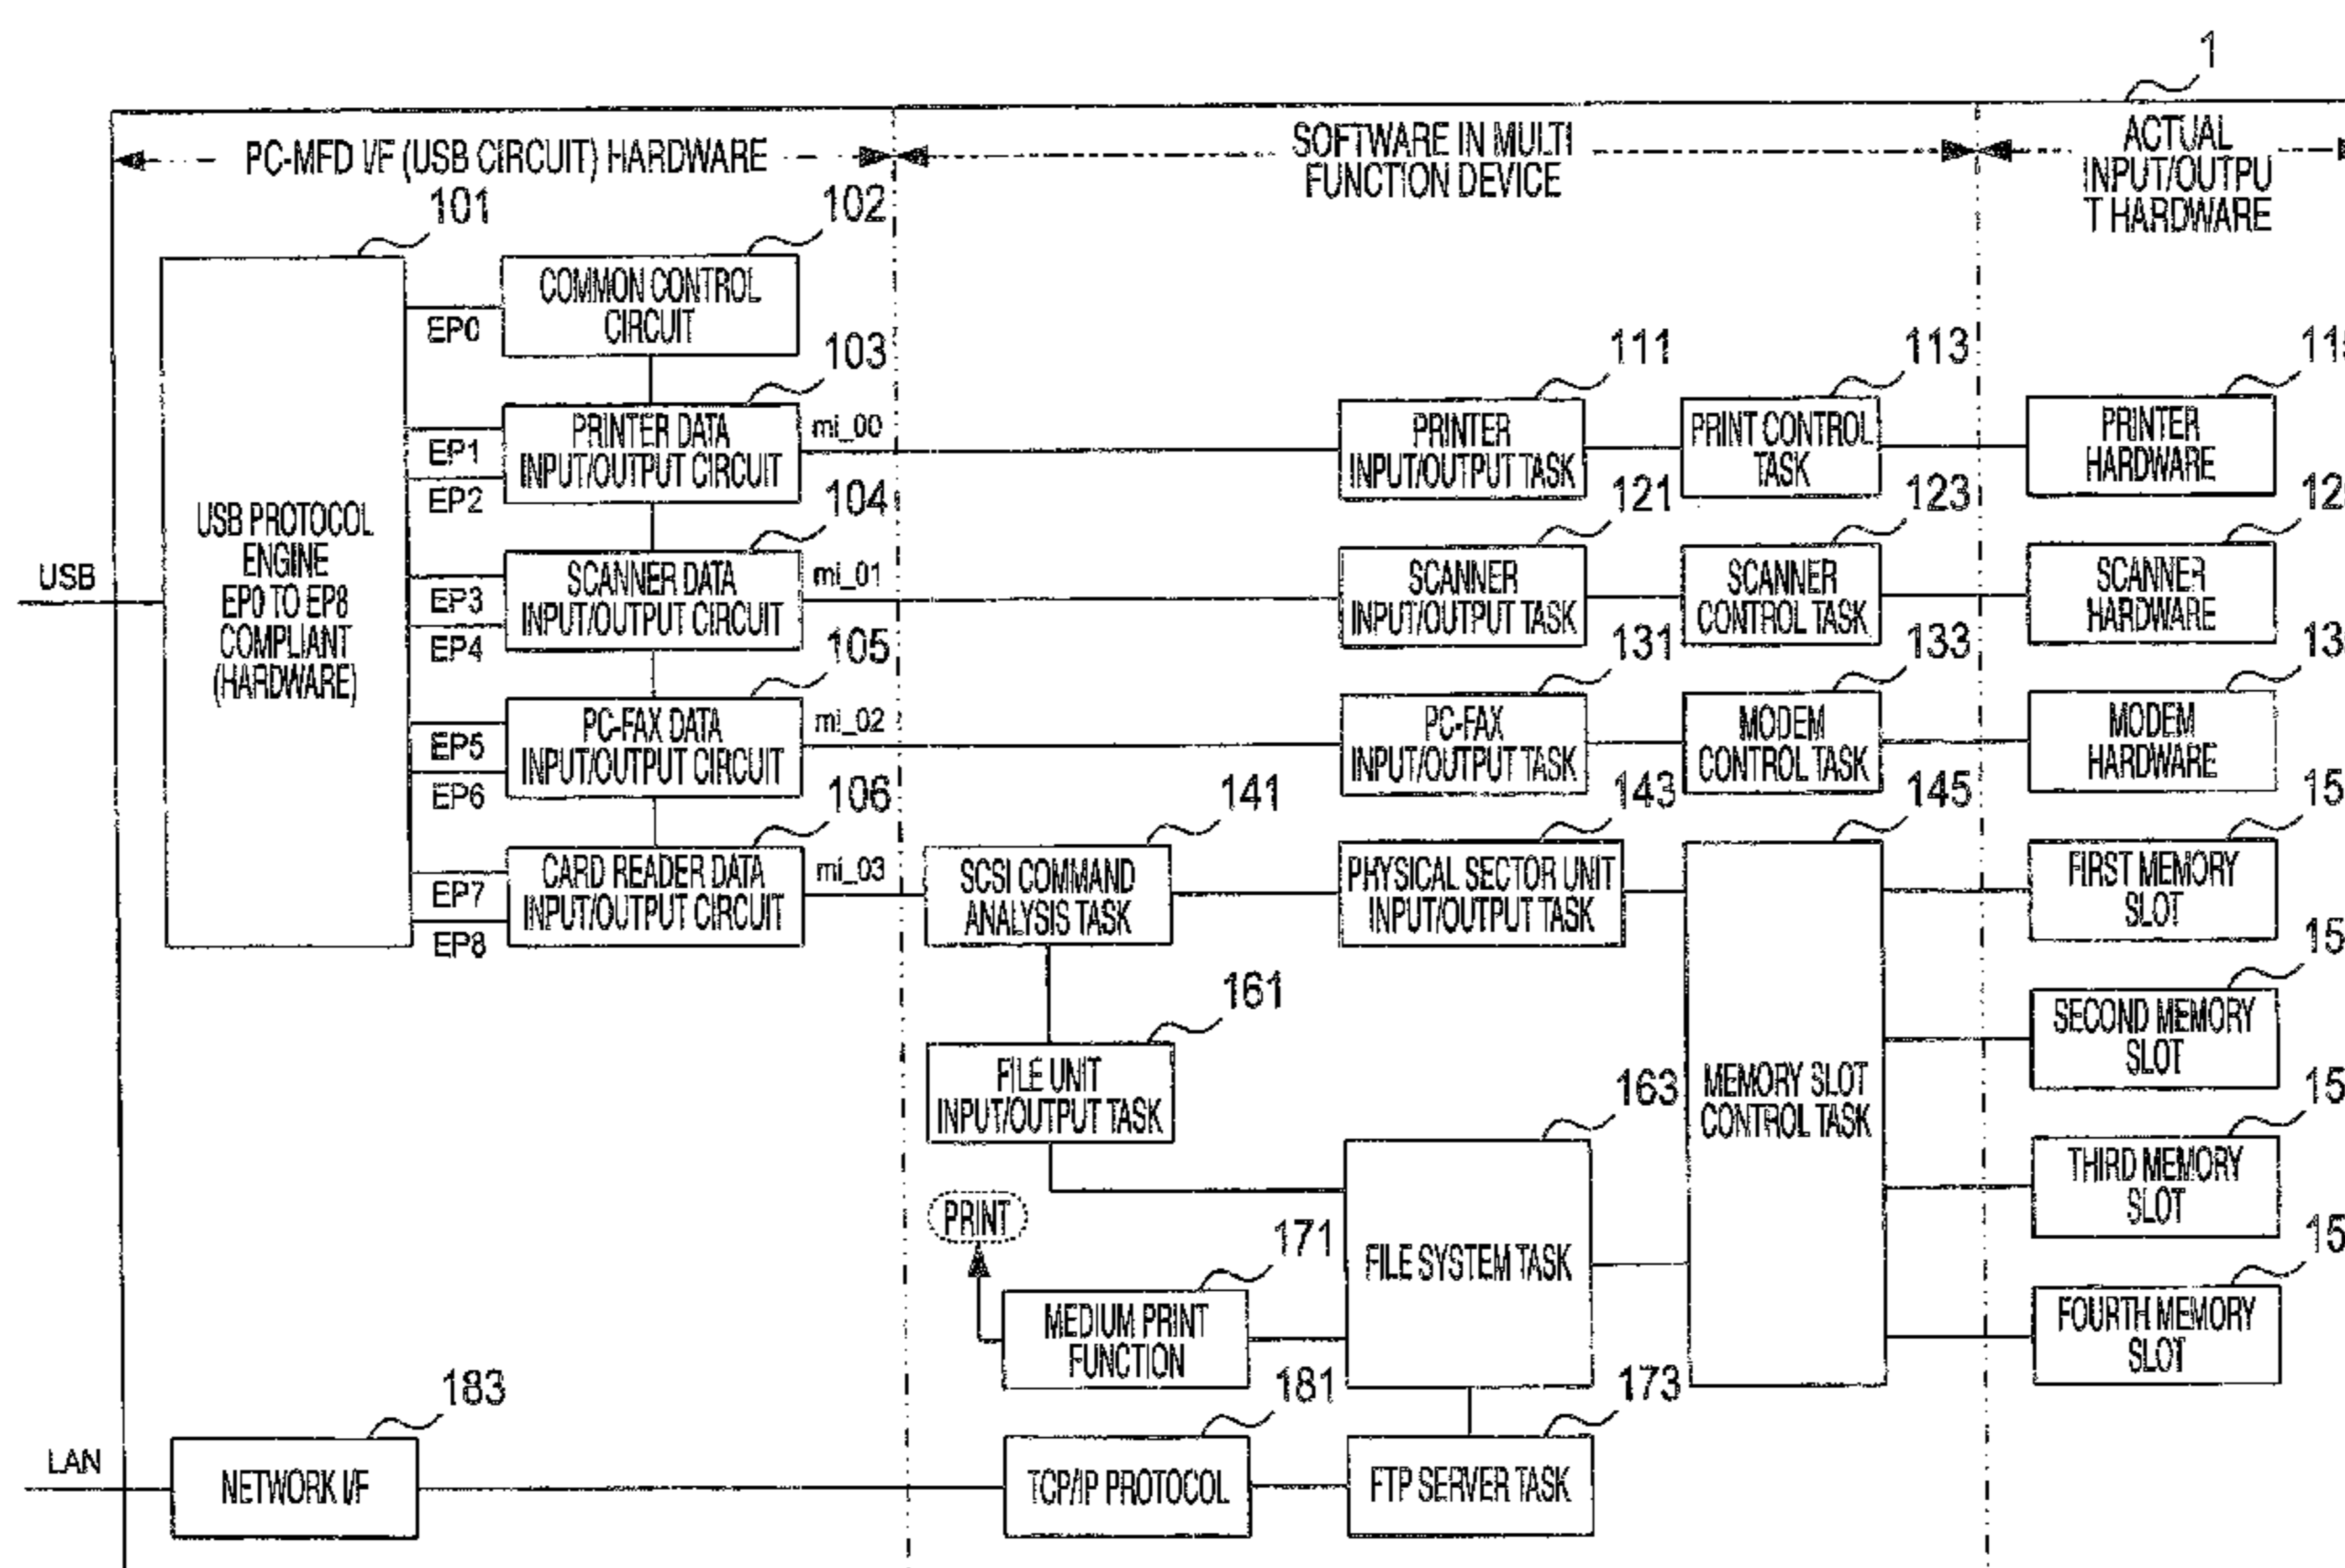 1
PC-MFD I/F (USB CIRCUIT) HARDWARE
SOFTWARE IN MULTI
FUNCTION DEVICE
ACTUAL
INPUT/OUTPU
T HARDWARE
101
102
COMMON CONTROL
CIRCUIT
EP0
103
111
113
PRINTER DATA
INPUT/OUTPUT CIRCUIT
mi_00
EP1
EP2
PRINTER
INPUT/OUTPUT TASK
PRINT CONTROL
TASK
PRINTER
HARDWARE
104
121
123
USB PROTOCOL
ENGINE
EP0 TO EP8
COMPLIANT
(HARDWARE)
USB
SCANNER DATA
INPUT/OUTPUT CIRCUIT
mi_01
EP3
EP4
SCANNER
INPUT/OUTPUT TASK
SCANNER
CONTROL TASK
SCANNER
HARDWARE
105
131
133
PC-FAX DATA
INPUT/OUTPUT CIRCUIT
mi_02
EP5
EP6
PC-FAX
INPUT/OUTPUT TASK
MODEM
CONTROL TASK
MODEM
HARDWARE
106
141
143
145
15
CARD READER DATA
INPUT/OUTPUT CIRCUIT
mi_03
EP7
EP8
SCSI COMMAND
ANALYSIS TASK
PHYSICAL SECTOR UNIT
INPUT/OUTPUT TASK
FIRST MEMORY
SLOT
15
161
SECOND MEMORY
SLOT
FILE UNIT
INPUT/OUTPUT TASK
163
MEMORY SLOT
CONTROL TASK
15
THIRD MEMORY
SLOT
PRINT
171
FILE SYSTEM TASK
15
MEDIUM PRINT
FUNCTION
FOURTH MEMORY
SLOT
183
181
173
LAN
NETWORK I/F
TCP/IP PROTOCOL
FTP SERVER TASK